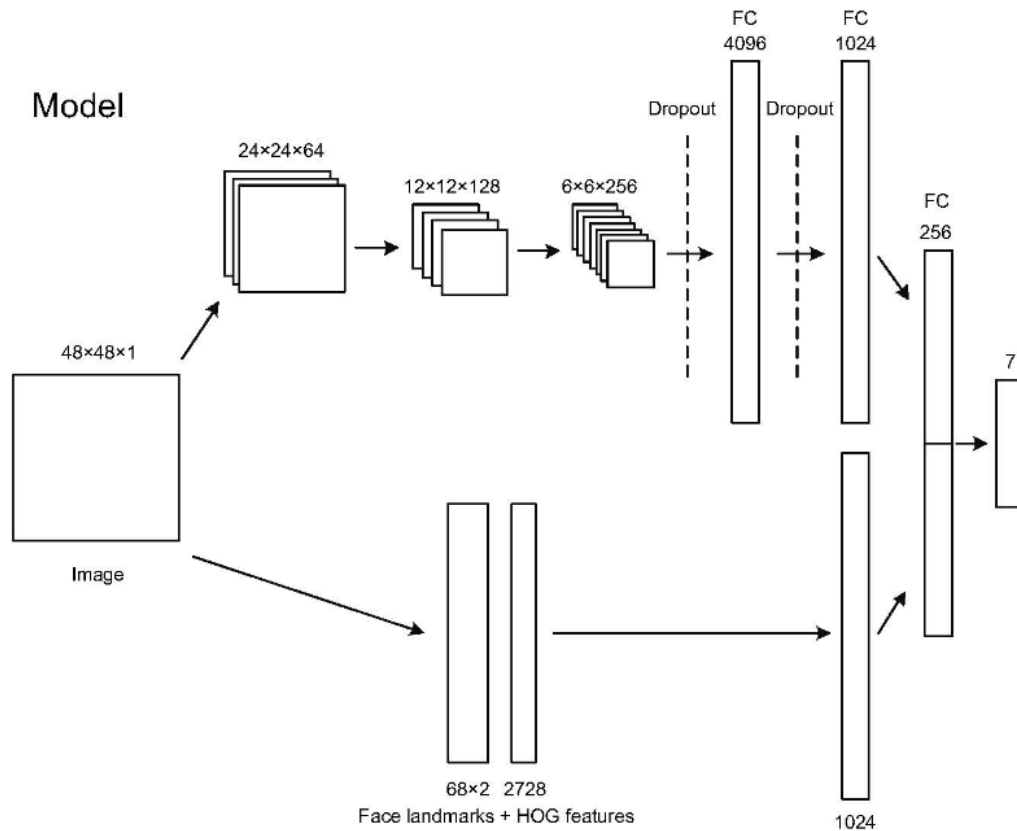 FC
4096
FC
1024
Model
Dropout
Dropout
24×24×64
12×12×128
6×6×256
FC
256
48×48×1
7
Image
68×2
2728
Face landmarks + HOG features
1024